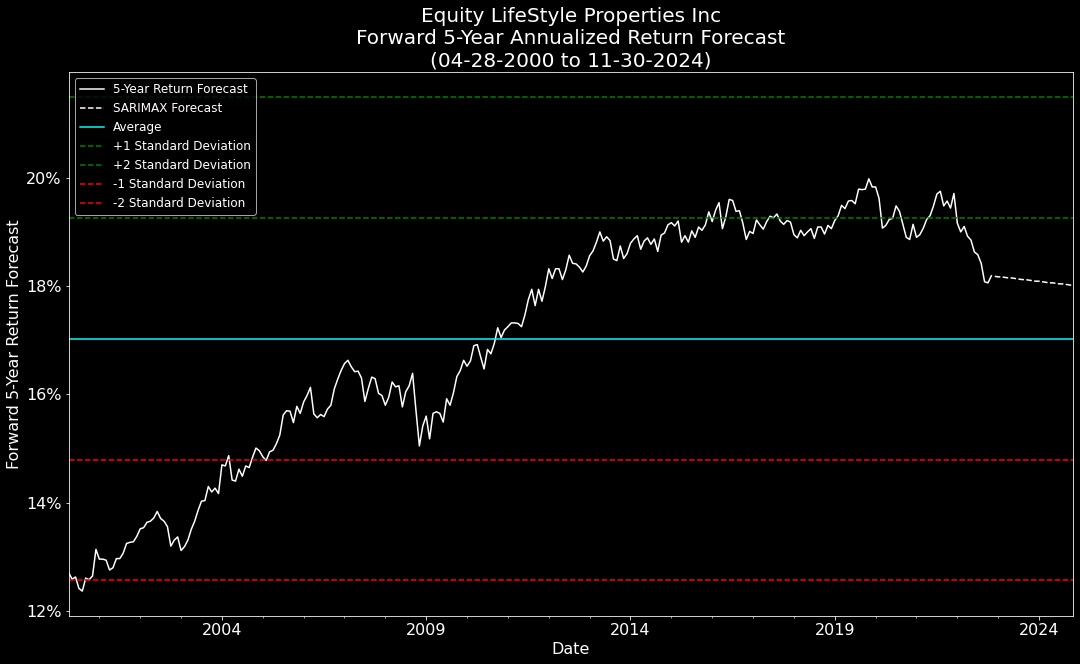 Equity LifeStyle Properties Inc
Forward 5-Year Annualized Return Forecast
(04-28-2000 to 11-30-2024)
5-Year Return Forecast
SARIMAX Forecast
Average
+1 Standard Deviation
+2 Standard Deviation
-1 Standard Deviation
-2 Standard Deviation
Forward 5-Year Return Forecast
20%
18%
16%
14%
12%
2004
2009
2014
2019
2024
Date